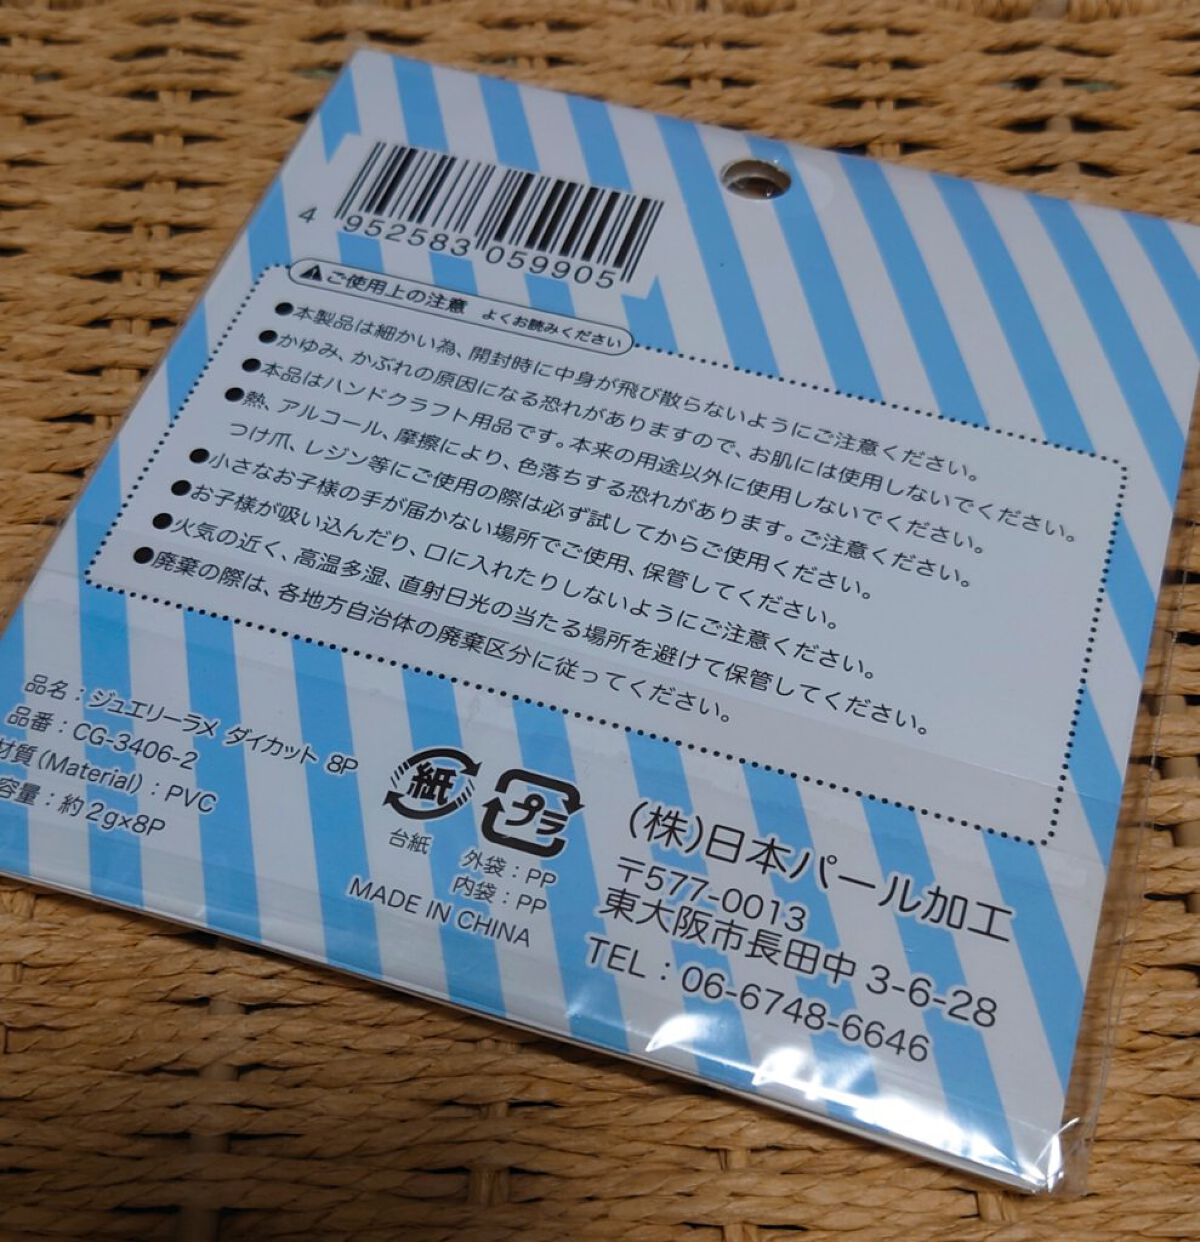 4 952583 059905
ご使用上の注意 よくお読みください
●本製品は細かい為、開封時に中身が飛び散らないようにご注意ください。
●かゆみ、かぶれの原因になる恐れがありますので、お肌には使用しないでください。
●本品はハンドクラフト用品です。本来の用途以外に使用しないでください。
●熱、アルコール、摩擦により、色落ちする恐れがあります。ご注意ください。
つけ爪、レジン等にご使用の際は必ず試してからご使用ください。
●小さなお子様の手が届かない場所でご使用、保管してください。
●お子様が吸い込んだり、口に入れたりしないようにご注意ください。
●火気の近く、高温多湿、直射日光の当たる場所を避けて保管してください。
●廃棄の際は、各地方自治体の廃棄区分に従ってください。
品名：ジュエリーラメ ダイカット 8P
品番：CG-3406-2
材質(Material)：PVC
容量：約2g×8P
紙
台紙
プラ
外袋：PP
内袋：PP
MADE IN CHINA
(株)日本パール加工
〒577-0013
東大阪市長田中 3-6-28
TEL：06-6748-6646